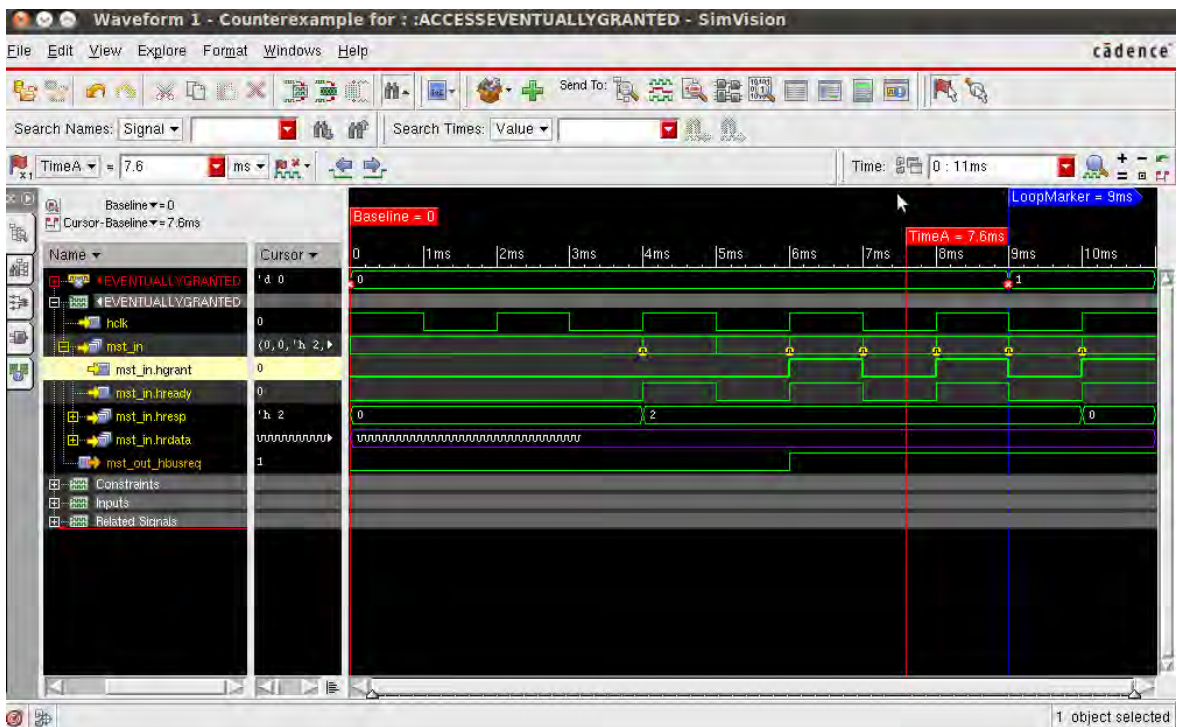 Waveform 1 - Counterexample for : :ACCESSEVENTUALLYGRANTED - SimVision
File Edit View Explore Format Windows Help
cādence
Send To:
Search Names: Signal
Search Times: Value
TimeA = 7.6 ms
Time: 0 : 11ms
Baseline = 0
Cursor-Baseline = 7.6ms
LoopMarker = 9ms
Baseline = 0
TimeA = 7.6ms
Name Cursor
0 1ms 2ms 3ms 4ms 5ms 6ms 7ms 8ms 9ms 10ms
EVENTUALLYGRANTED 'd 0 0 1
EVENTUALLYGRANTED
hclk 0
mst_in (0,0,'h 2,
mst_in.hgrant 0
mst_in.hready 0
mst_in.hresp 'h 2 0 2 0
mst_in.hrdata
mst_out_hbusreq 1
Constraints
Inputs
Related Signals
1 object selected